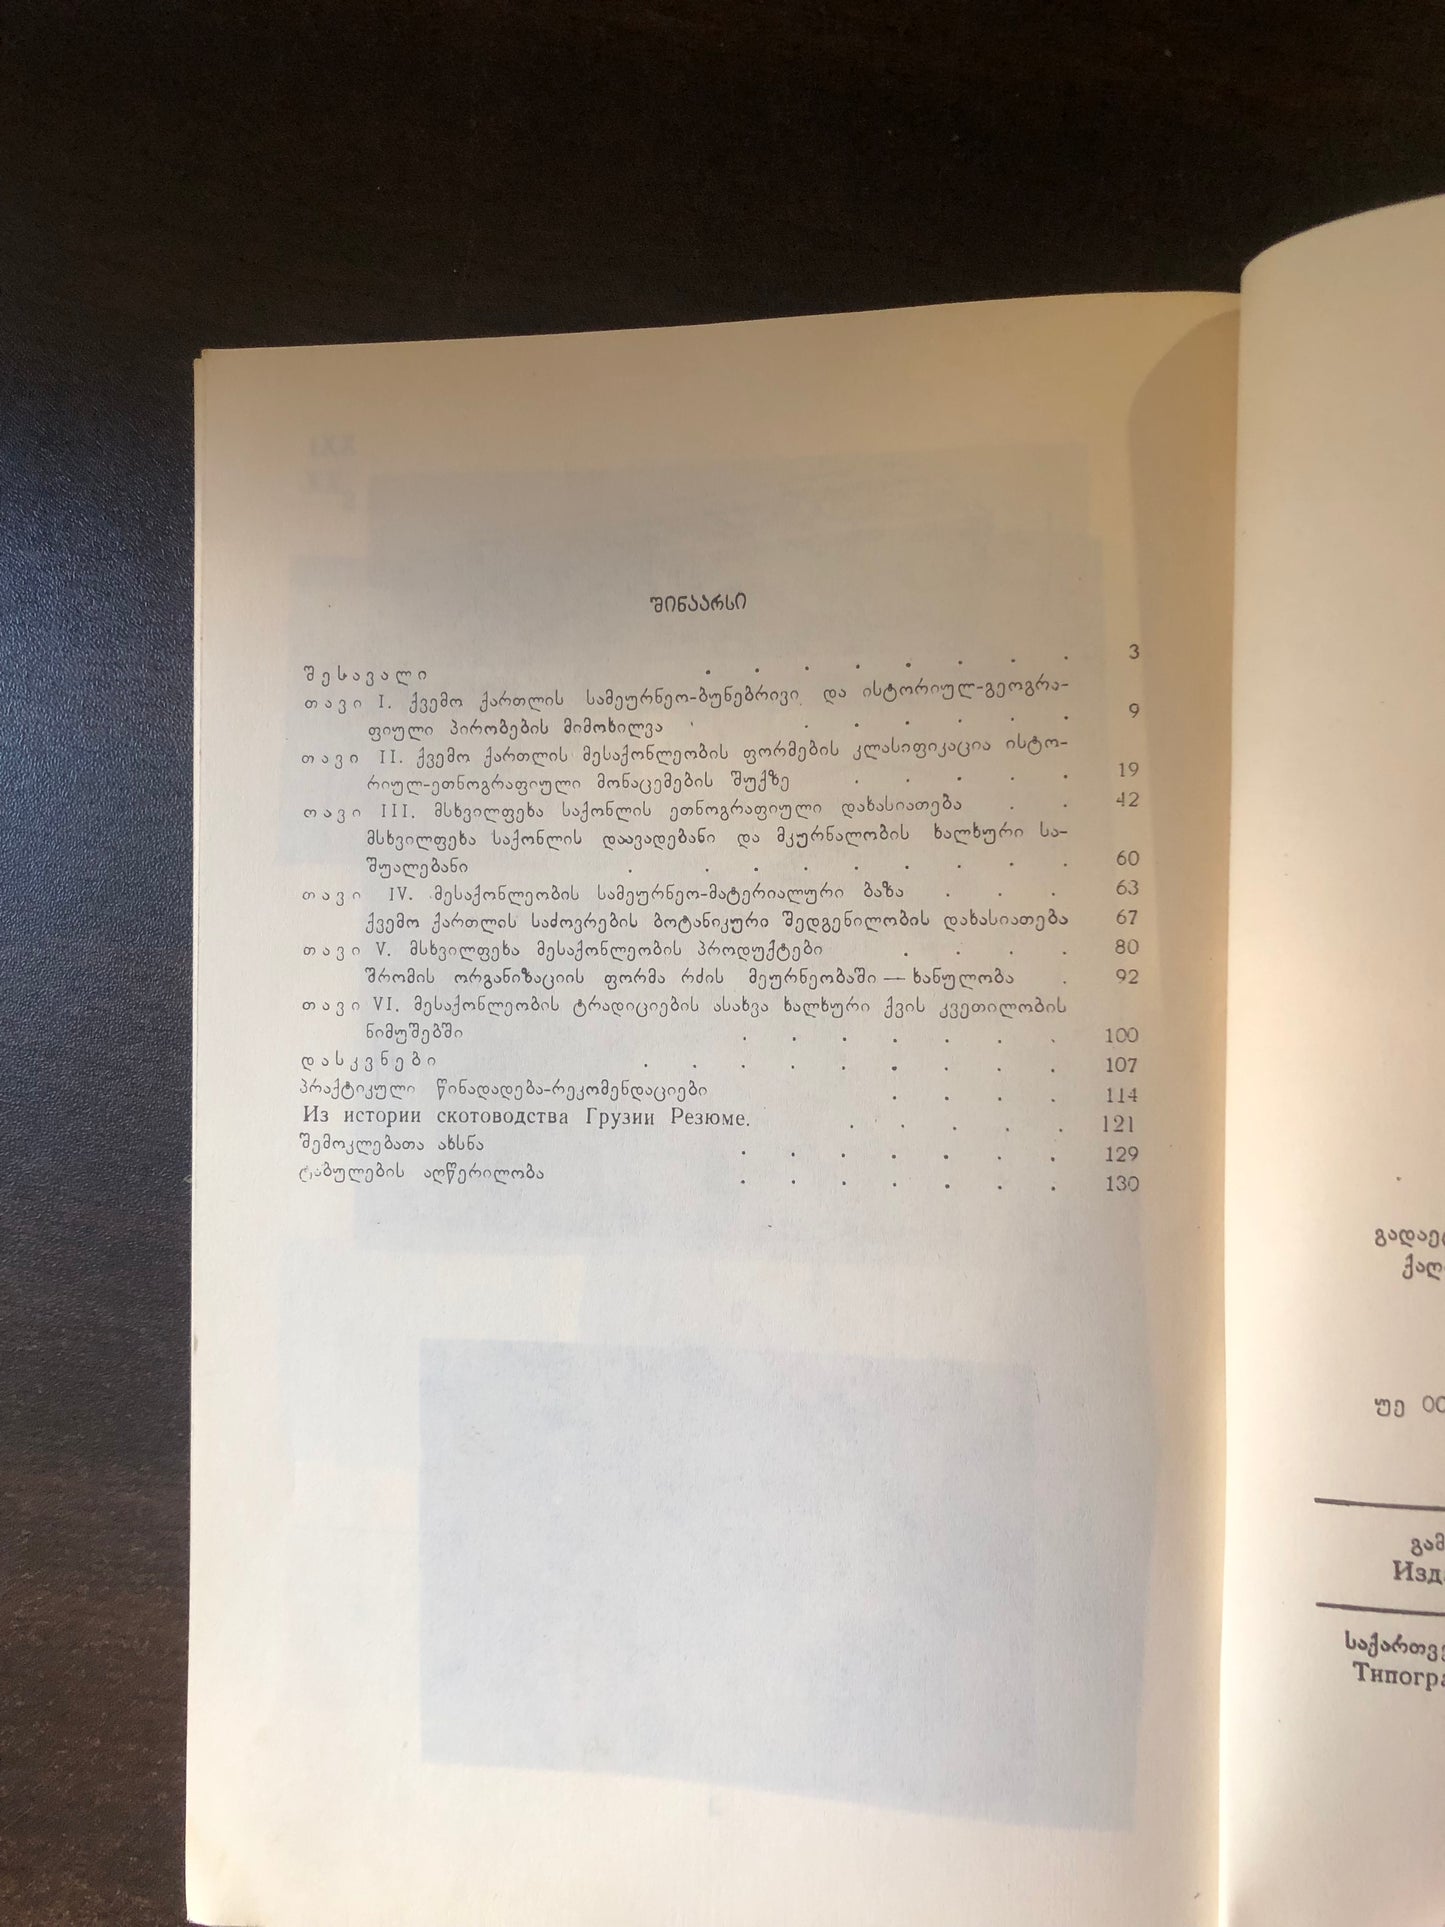 შინაარსი
შესავალი . . . . . . . . 3
თავი I. ქვემო ქართლის სამეურნეო-ბუნებრივი და ისტორიულ-გეოგრა-
ფიული პირობების მიმოხილვა . . . . . . 9
თავი II. ქვემო ქართლის მესაქონლეობის ფორმების კლასიფიკაცია ისტო-
რიულ-ეთნოგრაფიული მონაცემების შუქზე . . . . . 19
თავი III. მსხვილფეხა საქონლის ეთნოგრაფიული დახასიათება . . 42
მსხვილფეხა საქონლის დაავადებანი და მკურნალობის ხალხური სა-
შუალებანი . . . . . . . . . 60
თავი IV. მესაქონლეობის სამეურნეო-მატერიალური ბაზა . . . 63
ქვემო ქართლის საძოვრების ბოტანიკური შედგენილობის დახასიათება 67
თავი V. მსხვილფეხა მესაქონლეობის პროდუქტები . . . . 80
შრომის ორგანიზაციის ფორმა რძის მეურნეობაში — ხანულობა . 92
თავი VI. მესაქონლეობის ტრადიციების ასახვა ხალხური ქვის კვეთილობის
ნიმუშებში . . . . . . . 100
დასკვნები . . . . . . . . . 107
პრაქტიკული წინადადება-რეკომენდაციები . . . . 114
Из истории скотоводства Грузии Резюме. . . . . . 121
შემოკლებათა ახსნა . . . . . . . 129
ტაბულების აღწერილობა . . . . . . . 130
უე 00